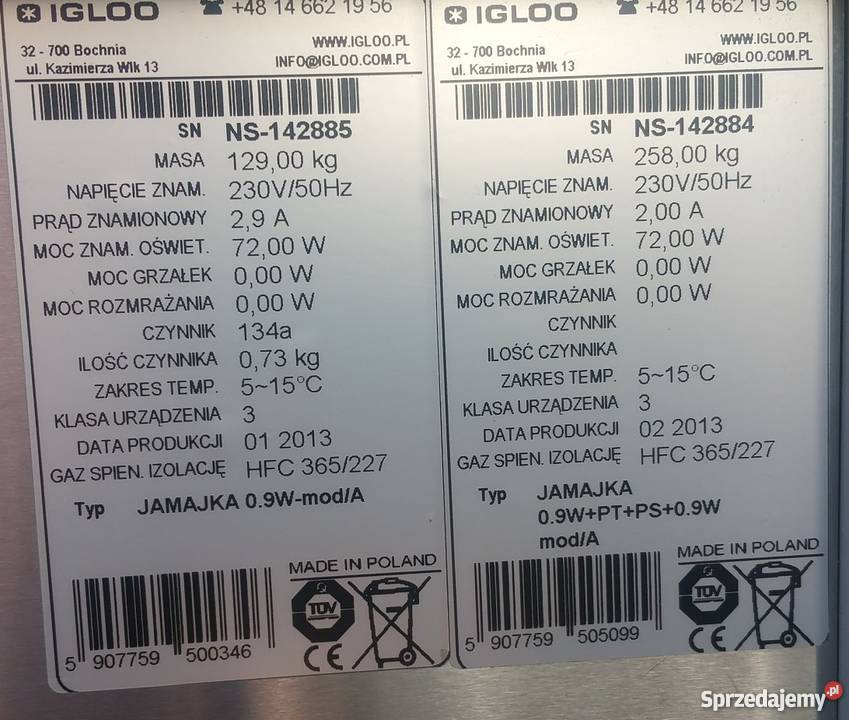 IGLOO ☎ +48 14 662 19 56
32 - 700 Bochnia
ul. Kazimierza Wlk 13
WWW.IGLOO.PL
INFO@IGLOO.COM.PL
SN NS-142885
MASA 129,00 kg
NAPIĘCIE ZNAM. 230V/50Hz
PRĄD ZNAMIONOWY 2,9 A
MOC ZNAM. OŚWIET. 72,00 W
MOC GRZAŁEK 0,00 W
MOC ROZMRAŻANIA 0,00 W
CZYNNIK 134a
ILOŚĆ CZYNNIKA 0,73 kg
ZAKRES TEMP. 5~15°C
KLASA URZĄDZENIA 3
DATA PRODUKCJI 01 2013
GAZ SPIEN. IZOLACJĘ HFC 365/227
Typ JAMAJKA 0.9W-mod/A
MADE IN POLAND
TÜV
CE
5 907759 500346
IGLOO ☎ +48 14 662 19 56
32 - 700 Bochnia
ul. Kazimierza Wlk 13
WWW.IGLOO.PL
INFO@IGLOO.COM.PL
SN NS-142884
MASA 258,00 kg
NAPIĘCIE ZNAM. 230V/50Hz
PRĄD ZNAMIONOWY 2,00 A
MOC ZNAM. OŚWIET. 72,00 W
MOC GRZAŁEK 0,00 W
MOC ROZMRAŻANIA 0,00 W
CZYNNIK
ILOŚĆ CZYNNIKA
ZAKRES TEMP. 5~15°C
KLASA URZĄDZENIA 3
DATA PRODUKCJI 02 2013
GAZ SPIEN. IZOLACJĘ HFC 365/227
Typ JAMAJKA
0.9W+PT+PS+0.9W
mod/A
MADE IN POLAND
TÜV
CE
5 907759 505099
Sprzedajemy.pl